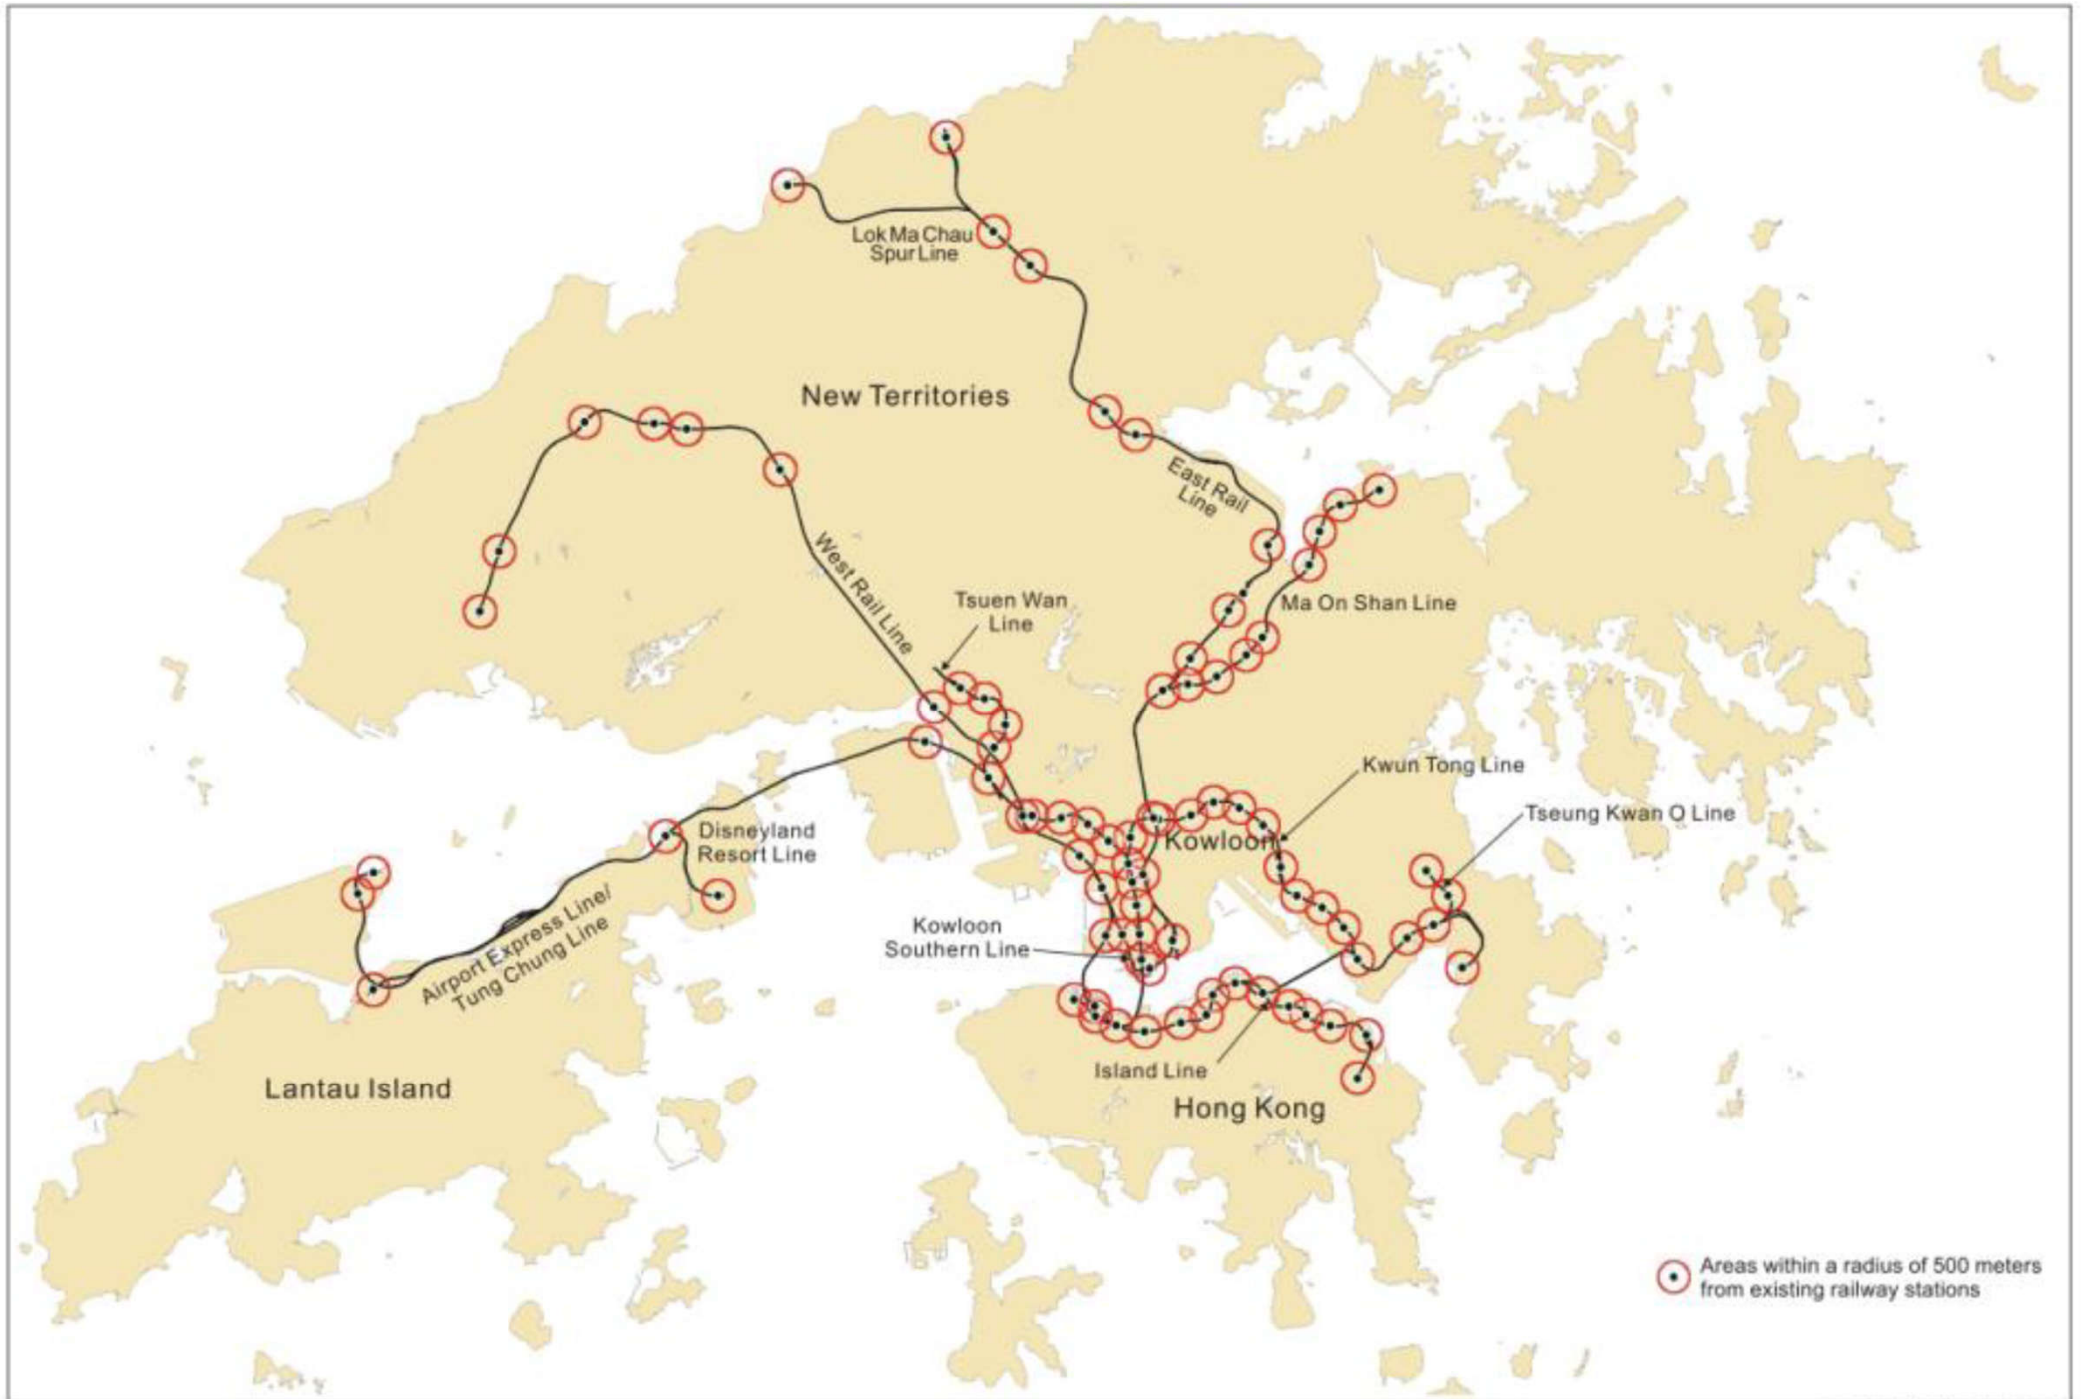 Lok Ma Chau
Spur Line
New Territories
East Rail
Line
West Rail Line
Tsuen Wan
Line
Ma On Shan Line
Kwun Tong Line
Tseung Kwan O Line
Disneyland
Resort Line
Kowloon
Airport Express Line/
Tung Chung Line
Kowloon
Southern Line
Island Line
Lantau Island
Hong Kong
Areas within a radius of 500 meters
from existing railway stations